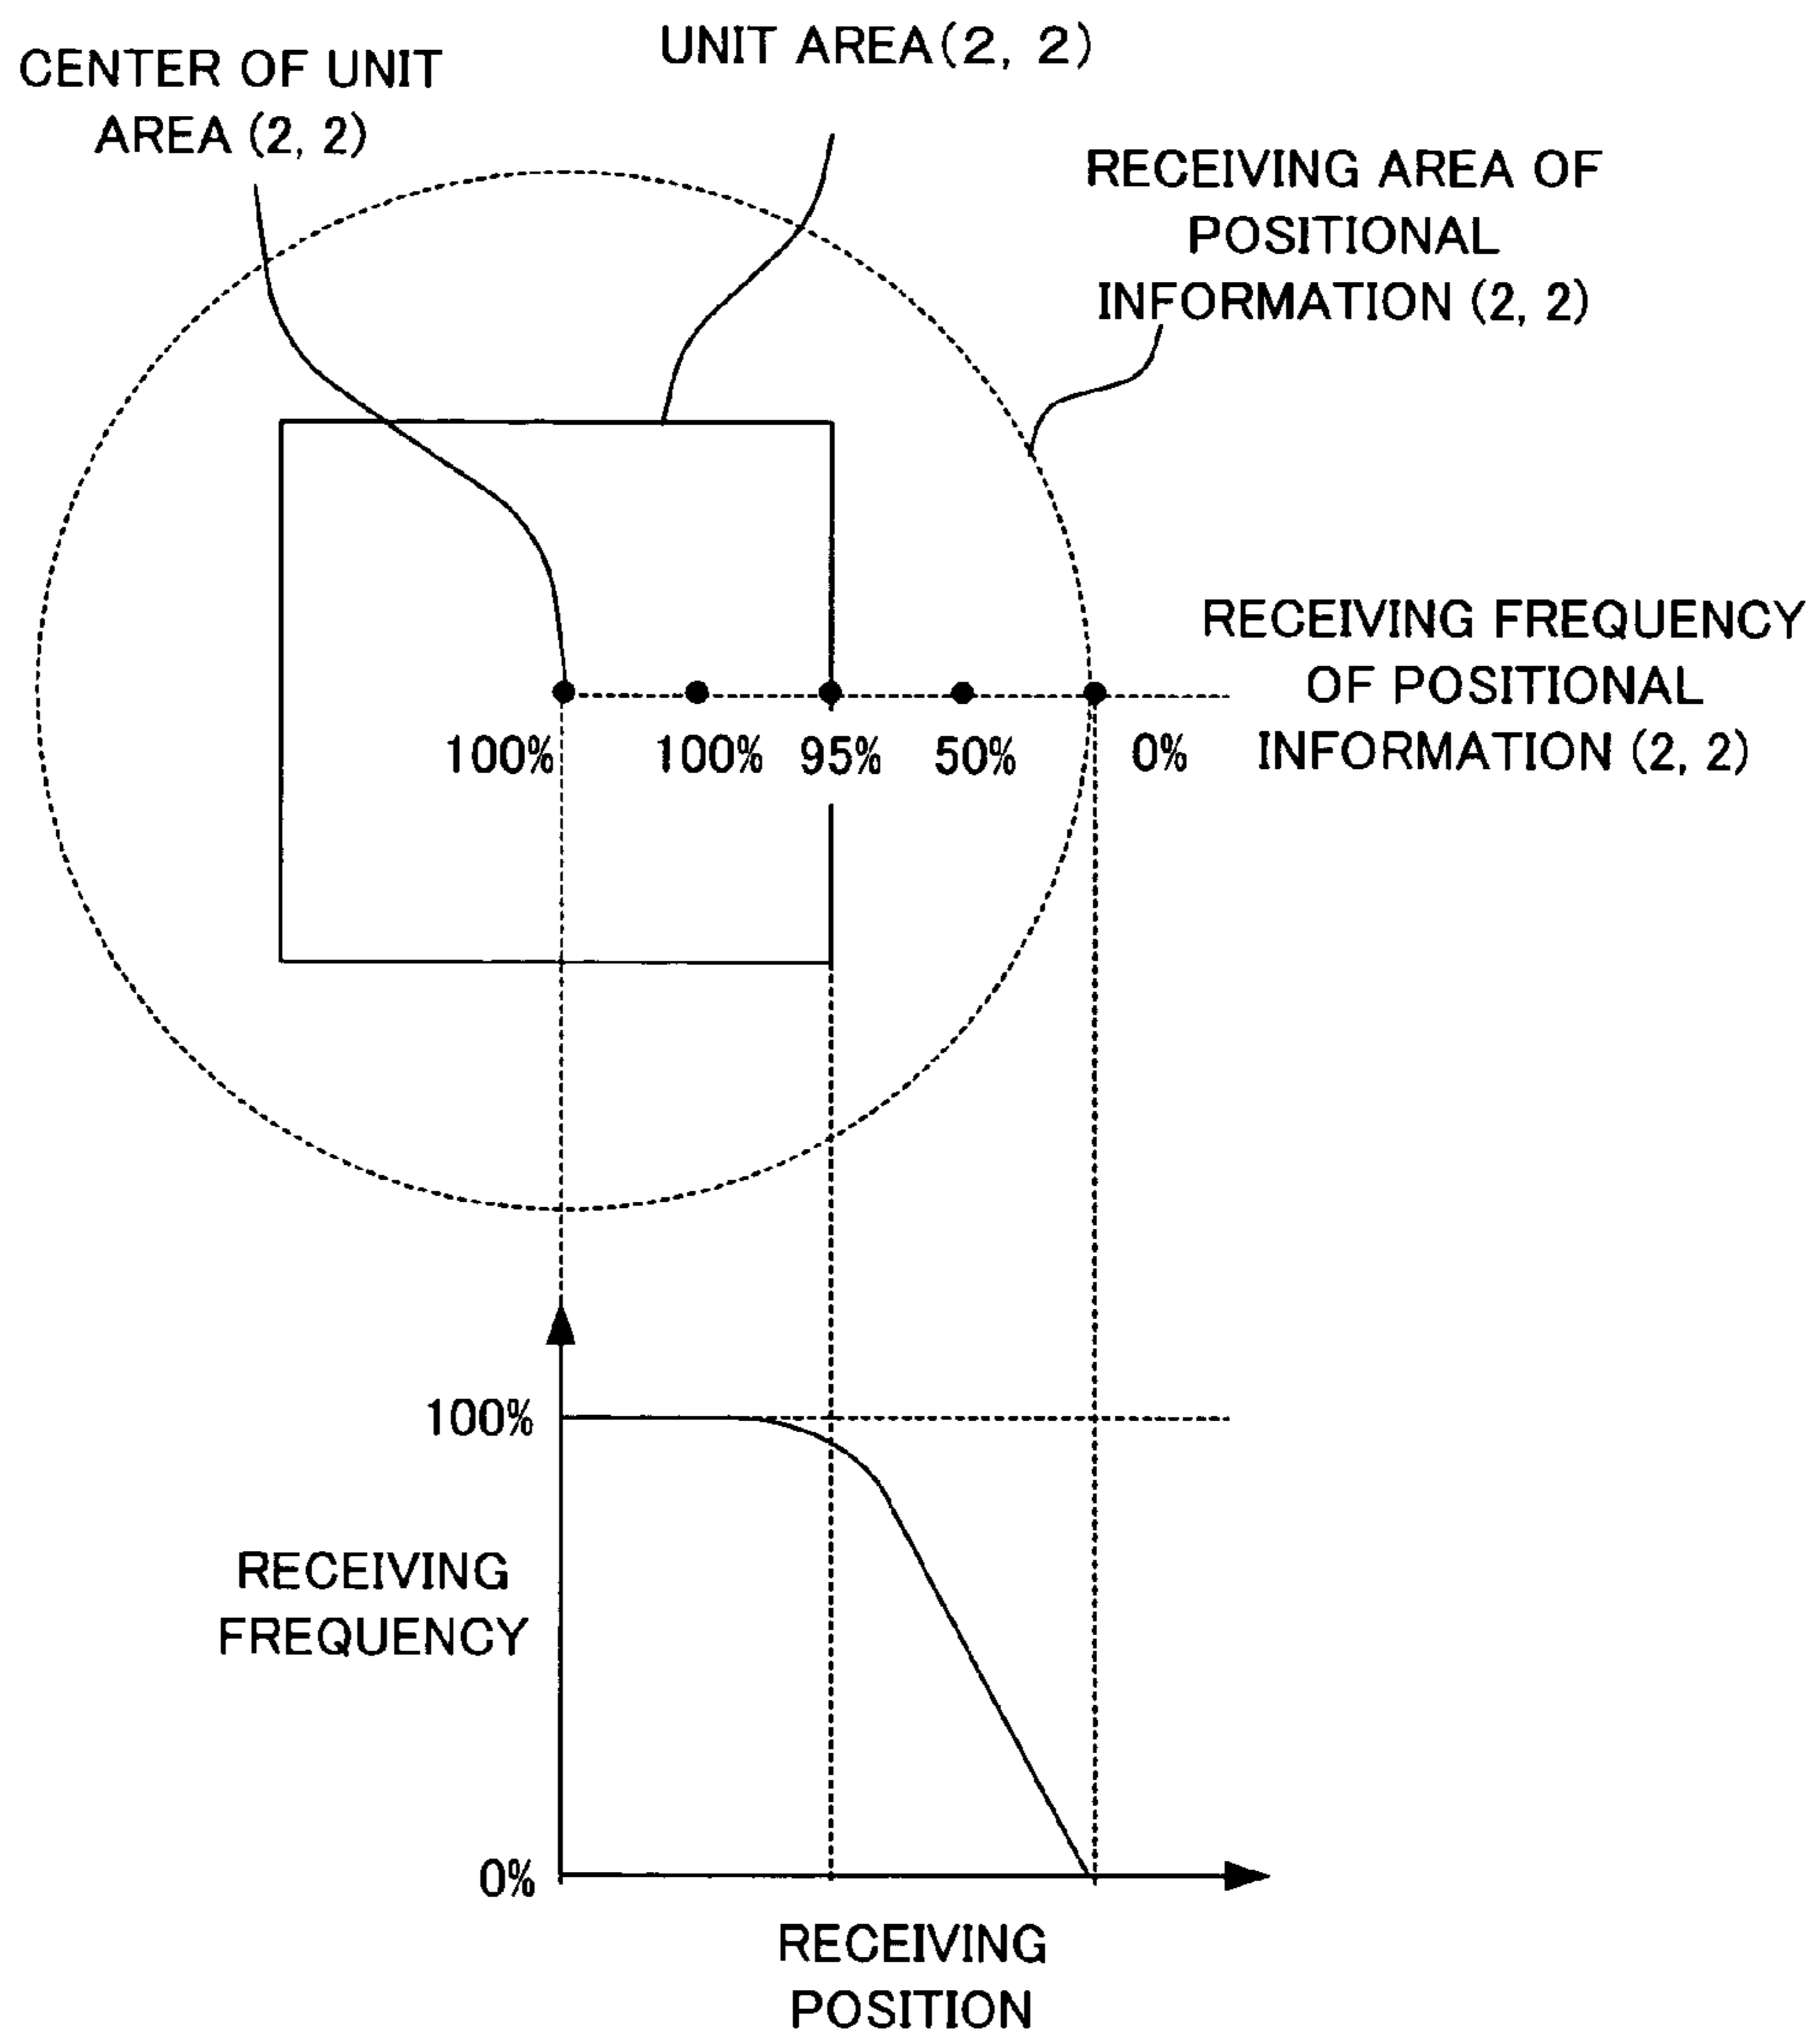 CENTER OF UNIT
AREA (2, 2)
UNIT AREA(2, 2)
RECEIVING AREA OF
POSITIONAL
INFORMATION (2, 2)
RECEIVING FREQUENCY
OF POSITIONAL
INFORMATION (2, 2)
100% 100% 95% 50% 0%
100%
RECEIVING
FREQUENCY
0%
RECEIVING
POSITION